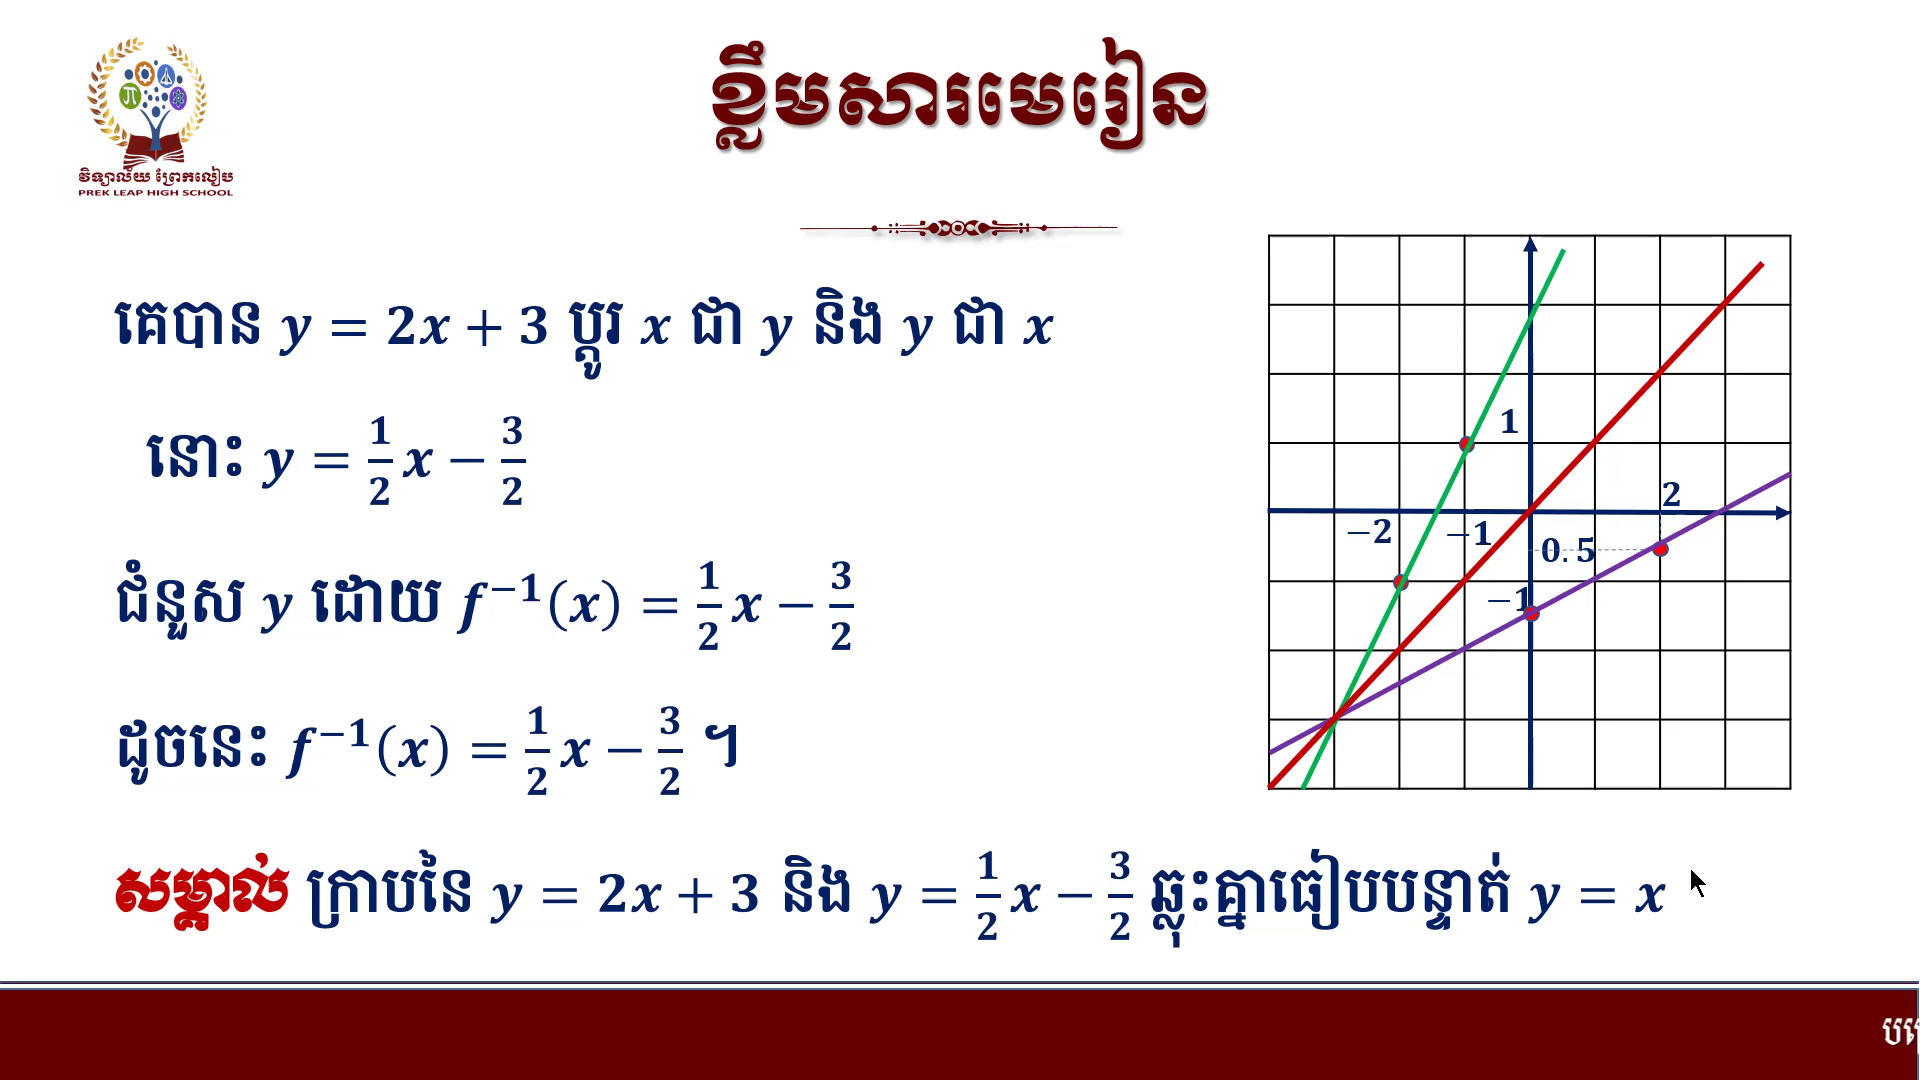 វិទ្យាល័យ ព្រែកលៀប
PREK LEAP HIGH SCHOOL
ខ្លឹមសារមេរៀន
គេបាន y = 2x + 3 ប្តូរ x ជា y និង y ជា x
នោះ y = 1/2 x − 3/2
ជំនួស y ដោយ f⁻¹(x) = 1/2 x − 3/2
ដូចនេះ f⁻¹(x) = 1/2 x − 3/2 ។
សម្គាល់ ក្រាបនៃ y = 2x + 3 និង y = 1/2 x − 3/2 ឆ្លុះគ្នាធៀបបន្ទាត់ y = x
1
2
−2
−1
0.5
−1